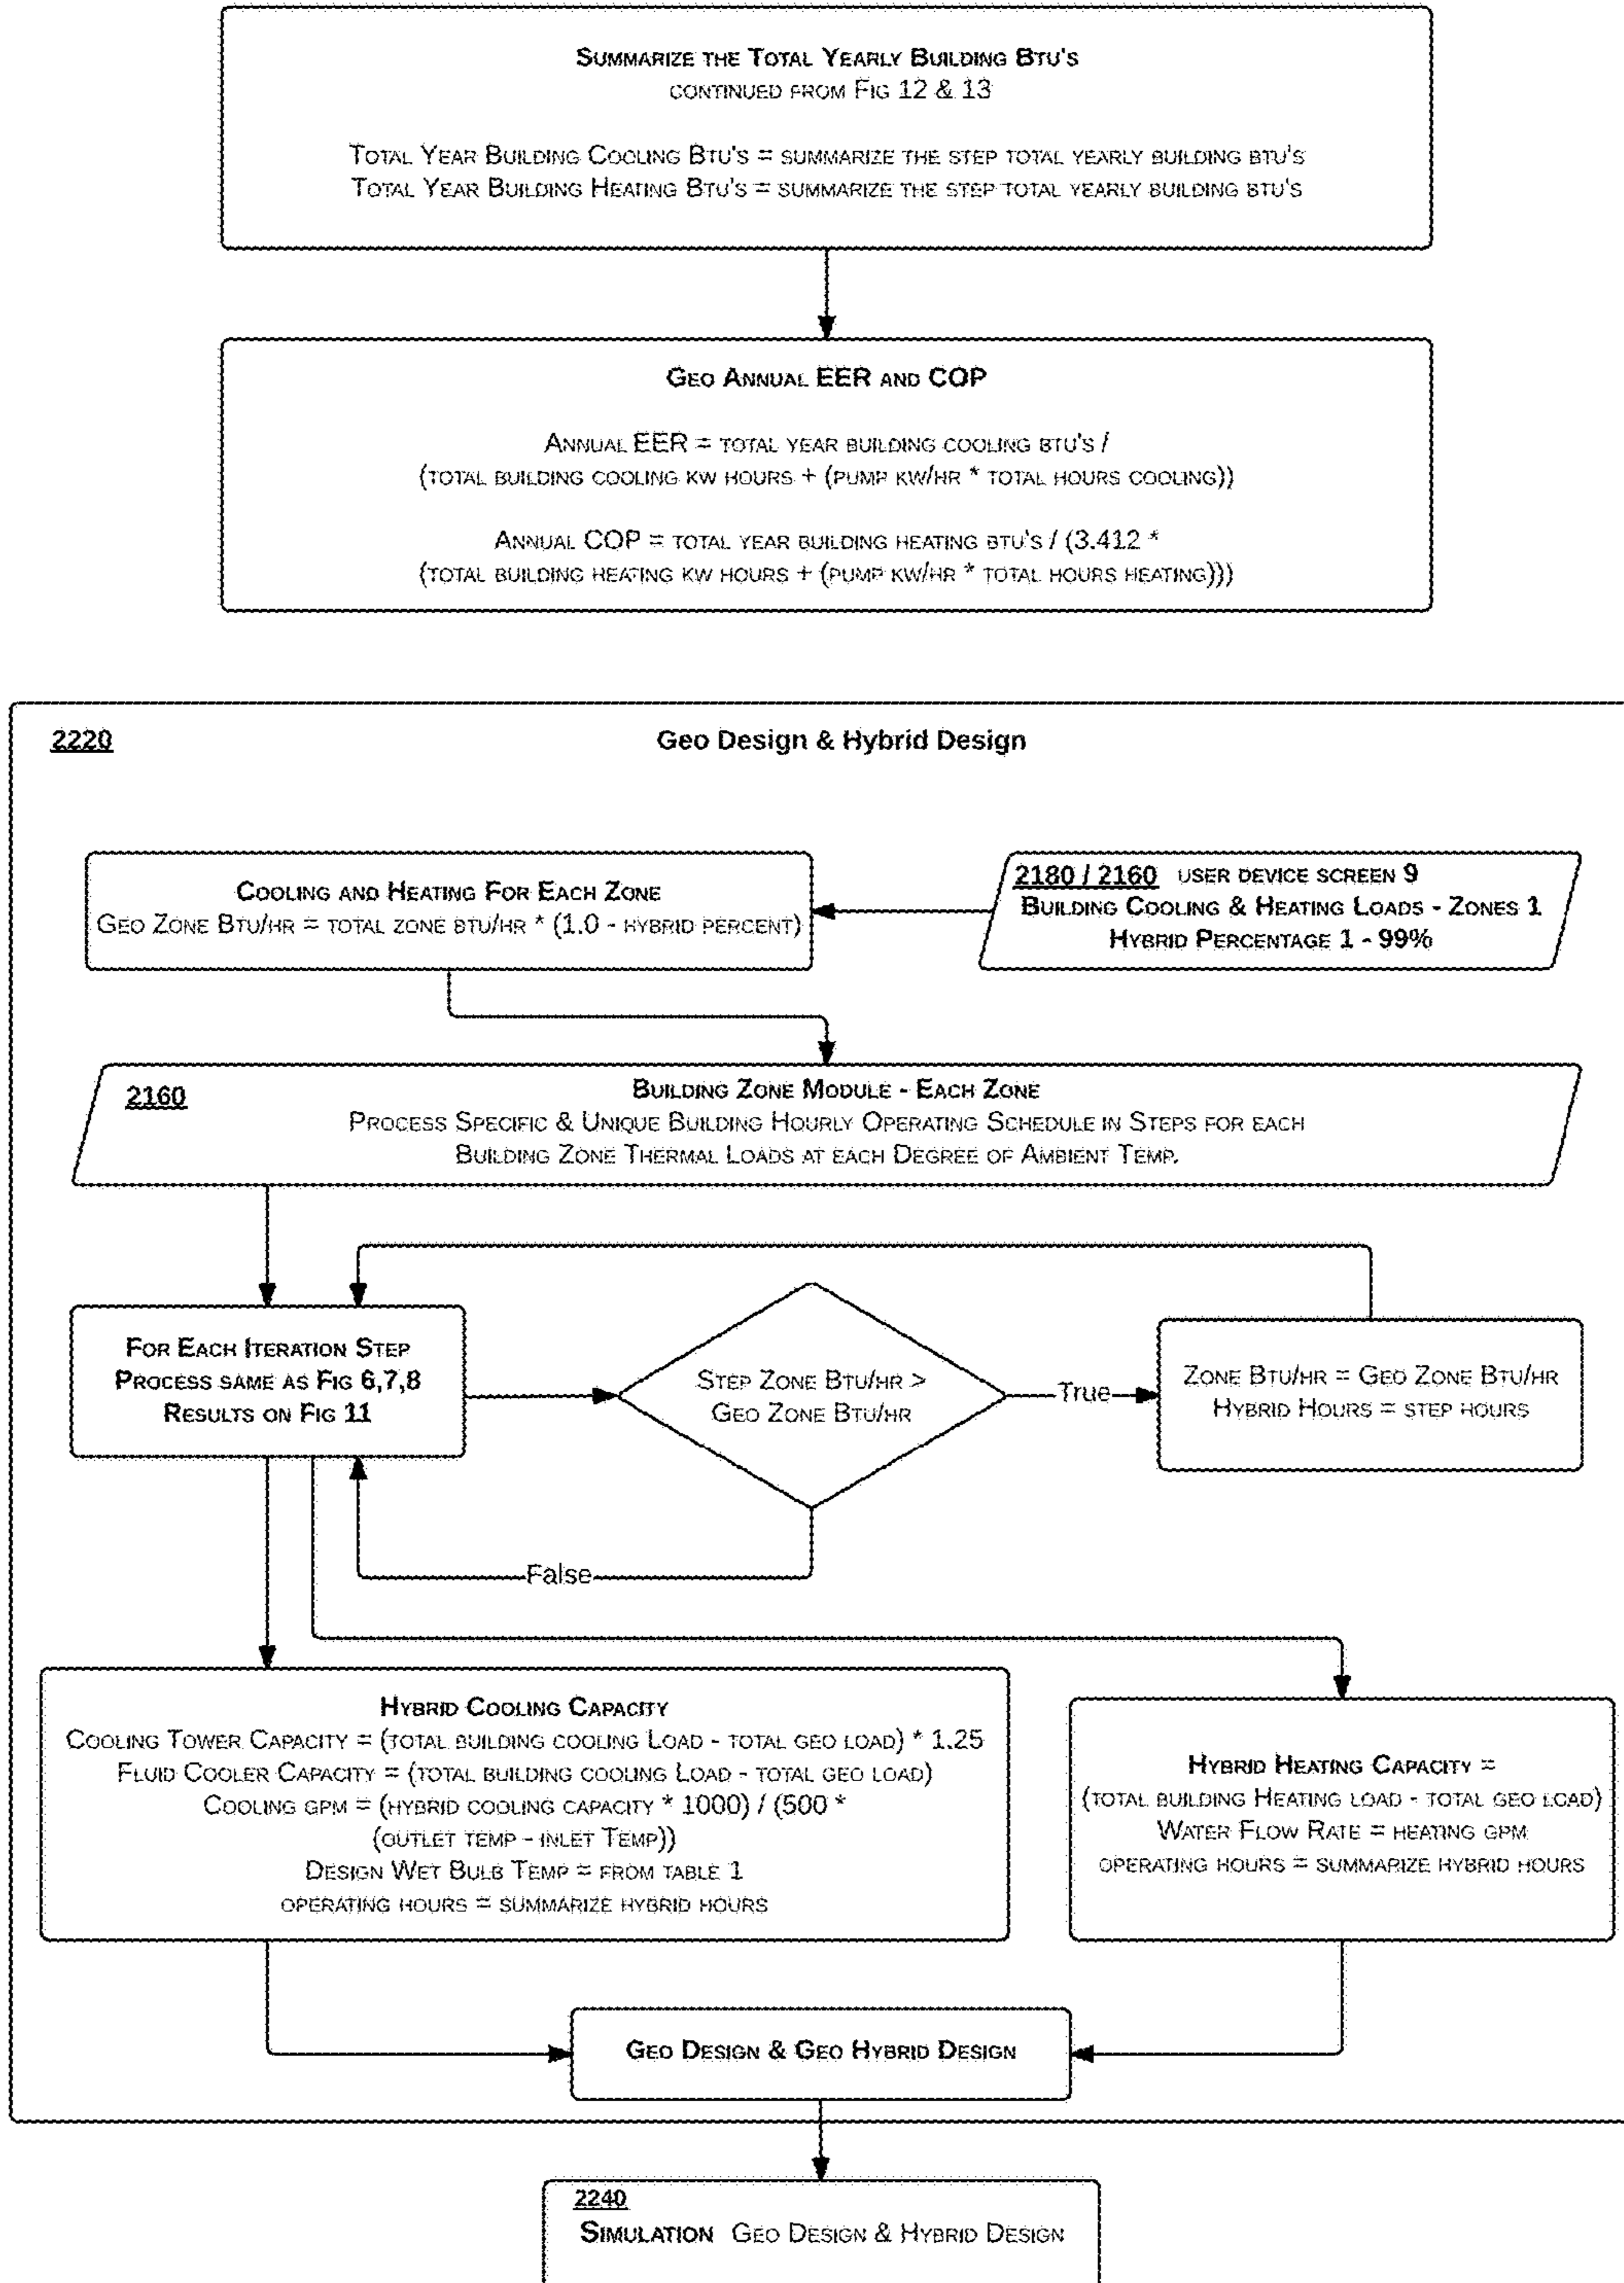 Summarize the Total Yearly Building Btu's
continued from Fig 12 & 13
Total Year Building Cooling Btu's = summarize the step total yearly building btu's
Total Year Building Heating Btu's = summarize the step total yearly building btu's
Geo Annual EER and COP
Annual EER = total year building cooling btu's /
(total building cooling kw hours + (pump kw/hr * total hours cooling))
Annual COP = total year building heating btu's / (3.412 *
(total building heating kw hours + (pump kw/hr * total hours heating)))
2220 Geo Design & Hybrid Design
Cooling and Heating For Each Zone
Geo Zone Btu/hr = total zone btu/hr * (1.0 - hybrid percent)
2180 / 2160 user device screen 9
Building Cooling & Heating Loads - Zones 1
Hybrid Percentage 1 - 99%
2160 Building Zone Module - Each Zone
Process Specific & Unique Building Hourly Operating Schedule in Steps for each
Building Zone Thermal Loads at each Degree of Ambient Temp.
For Each Iteration Step
Process same as Fig 6,7,8
Results on Fig 11
Step Zone Btu/hr >
Geo Zone Btu/hr
True
Zone Btu/hr = Geo Zone Btu/hr
Hybrid Hours = step hours
False
Hybrid Cooling Capacity
Cooling Tower Capacity = (total building cooling Load - total geo load) * 1.25
Fluid Cooler Capacity = (total building cooling Load - total geo load)
Cooling gpm = (hybrid cooling capacity * 1000) / (500 *
(outlet temp - inlet Temp))
Design Wet Bulb Temp = from table 1
operating hours = summarize hybrid hours
Hybrid Heating Capacity =
(total building Heating load - total geo load)
Water Flow Rate = heating gpm
operating hours = summarize hybrid hours
Geo Design & Geo Hybrid Design
2240
Simulation Geo Design & Hybrid Design